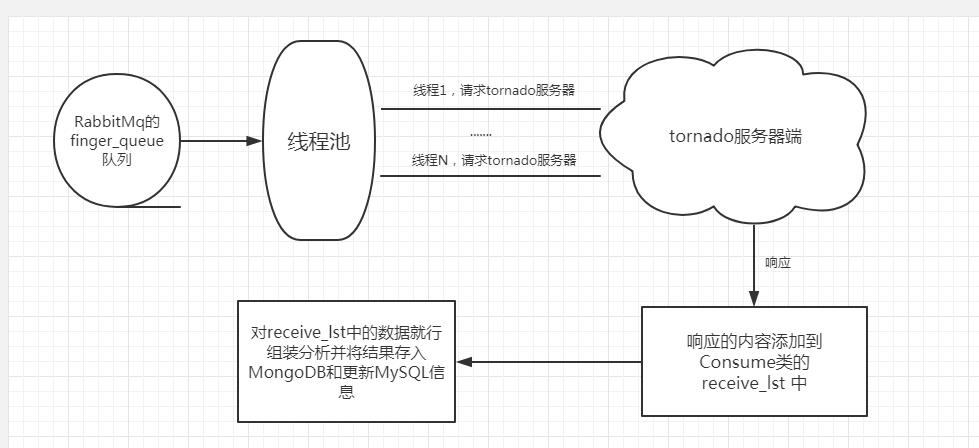 RabbitMq的
finger_queue
队列
线程池
线程1，请求tornado服务器
.......
线程N，请求tornado服务器
tornado服务器端
响应
响应的内容添加到
Consume类的
receive_lst 中
对receive_lst中的数据就行
组装分析并将结果存入
MongoDB和更新MySQL信
息